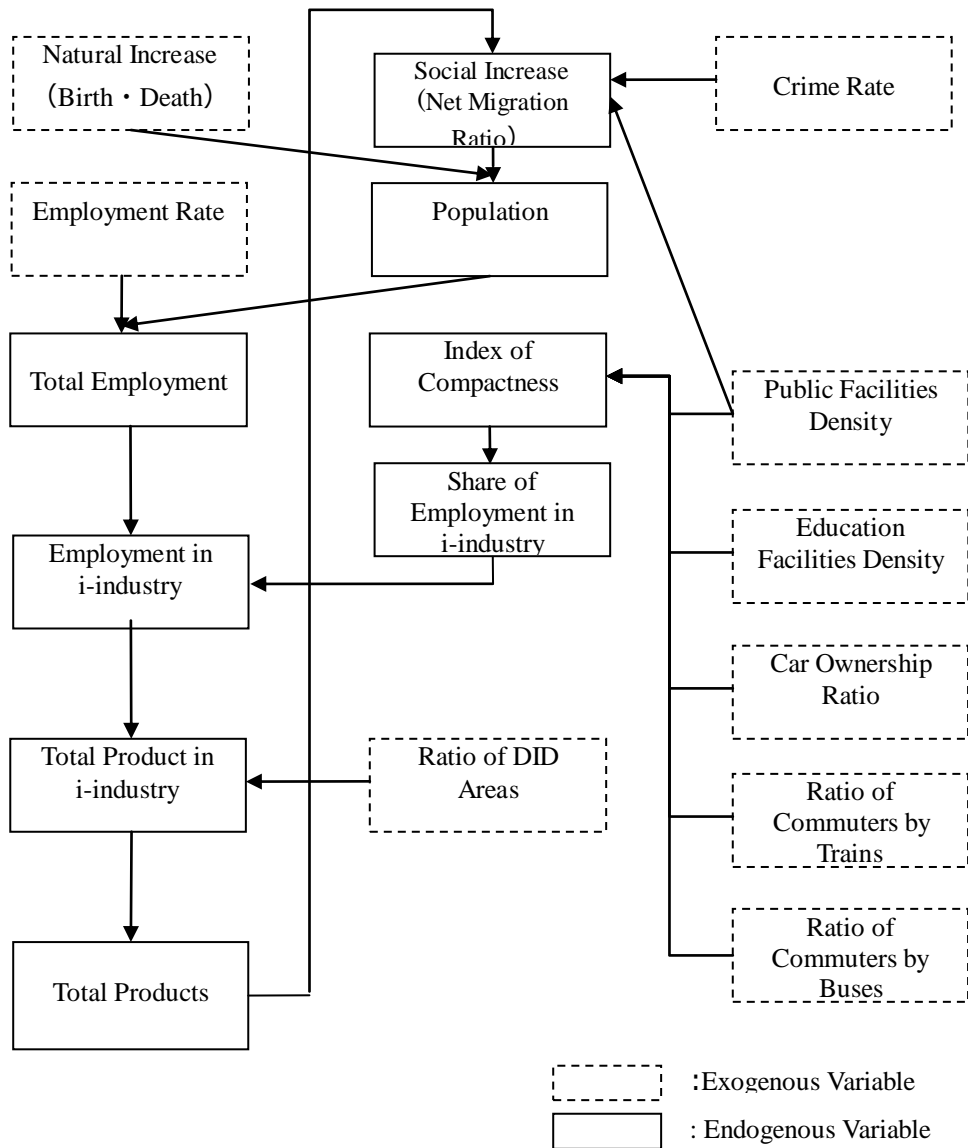 Natural Increase
（Birth・Death）
Social Increase
(Net Migration
Ratio)
Crime Rate
Employment Rate
Population
Total Employment
Index of
Compactness
Public Facilities
Density
Share of
Employment in
i-industry
Education
Facilities Density
Employment in
i-industry
Car Ownership
Ratio
Total Product in
i-industry
Ratio of DID
Areas
Ratio of
Commuters by
Trains
Ratio of
Commuters by
Buses
Total Products
:Exogenous Variable
: Endogenous Variable